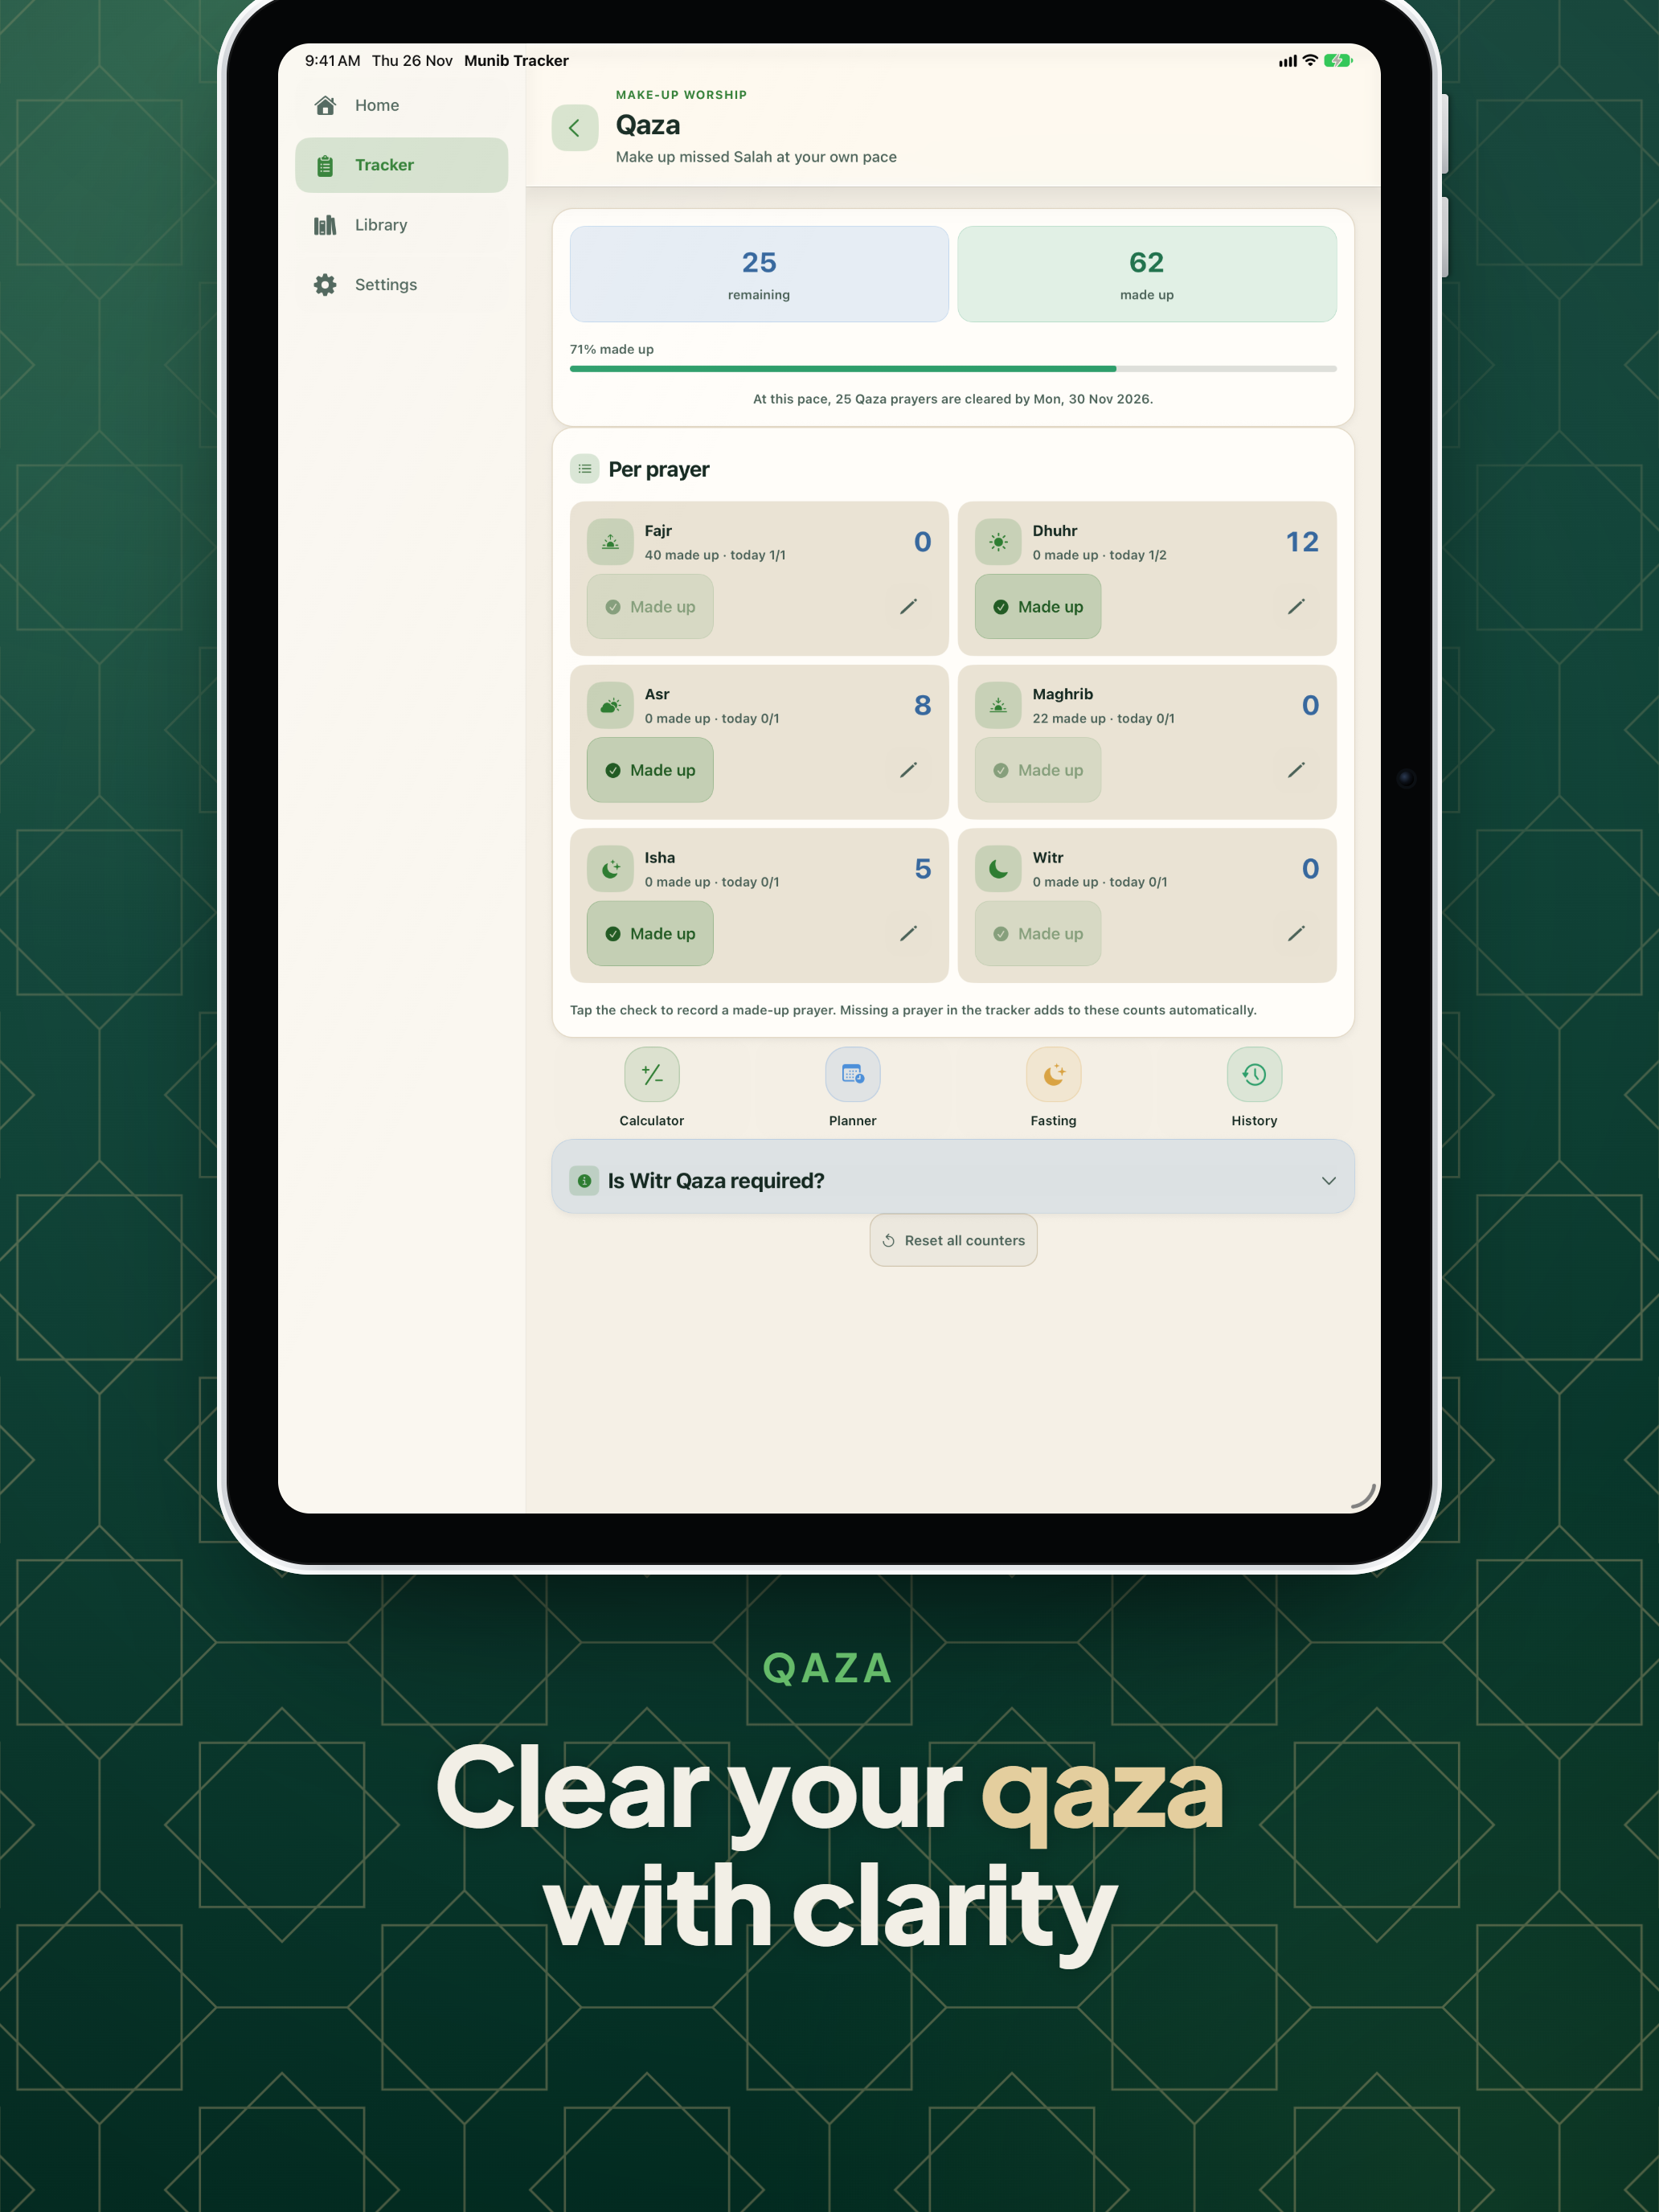 9:41 AM Thu 26 Nov Munib Tracker
Home
Tracker
Library
Settings
MAKE-UP WORSHIP
Qaza
Make up missed Salah at your own pace
25
remaining
62
made up
71% made up
At this pace, 25 Qaza prayers are cleared by Mon, 30 Nov 2026.
Per prayer
Fajr
40 made up · today 1/1
0
Made up
Dhuhr
0 made up · today 1/2
12
Made up
Asr
0 made up · today 0/1
8
Made up
Maghrib
22 made up · today 0/1
0
Made up
Isha
0 made up · today 0/1
5
Made up
Witr
0 made up · today 0/1
0
Made up
Tap the check to record a made-up prayer. Missing a prayer in the tracker adds to these counts automatically.
Calculator
Planner
Fasting
History
Is Witr Qaza required?
Reset all counters
QAZA
Clear your qaza
with clarity